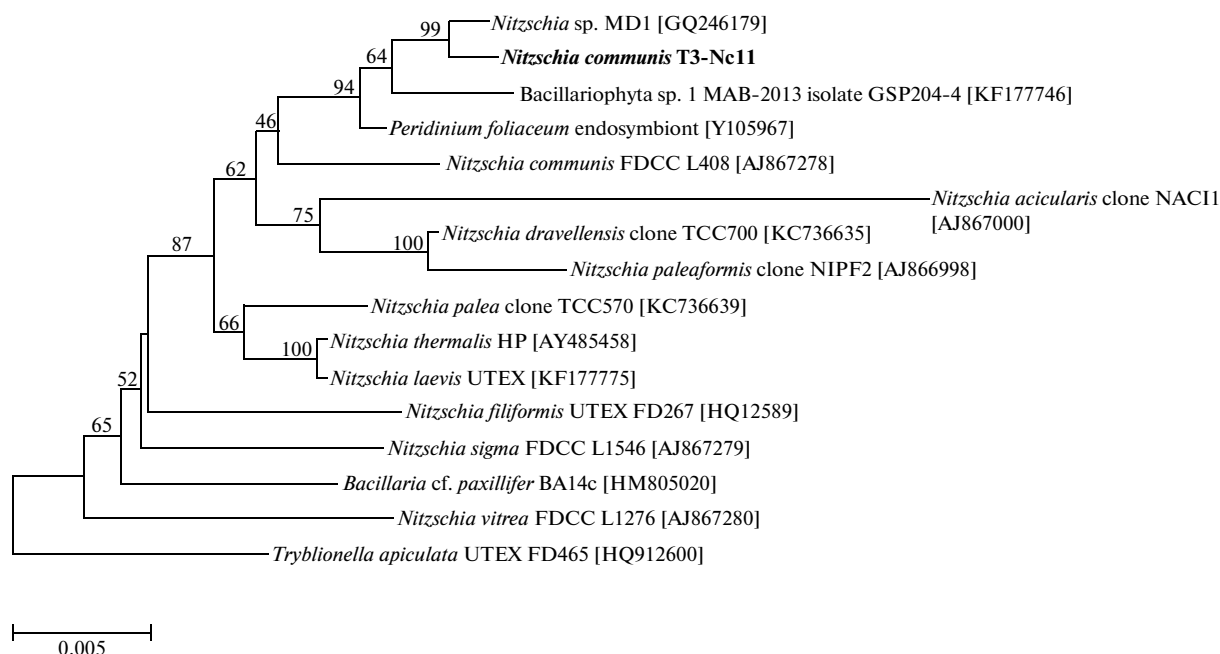 99
Nitzschia sp. MD1 [GQ246179]
64
Nitzschia communis T3-Nc11
94
Bacillariophyta sp. 1 MAB-2013 isolate GSP204-4 [KF177746]
46
Peridinium foliaceum endosymbiont [Y105967]
62
Nitzschia communis FDCC L408 [AJ867278]
75
Nitzschia acicularis clone NACI1
[AJ867000]
100
Nitzschia dravellensis clone TCC700 [KC736635]
87
Nitzschia paleaformis clone NIPF2 [AJ866998]
66
Nitzschia palea clone TCC570 [KC736639]
100
Nitzschia thermalis HP [AY485458]
Nitzschia laevis UTEX [KF177775]
52
Nitzschia filiformis UTEX FD267 [HQ12589]
65
Nitzschia sigma FDCC L1546 [AJ867279]
Bacillaria cf. paxillifer BA14c [HM805020]
Nitzschia vitrea FDCC L1276 [AJ867280]
Tryblionella apiculata UTEX FD465 [HQ912600]
0.005